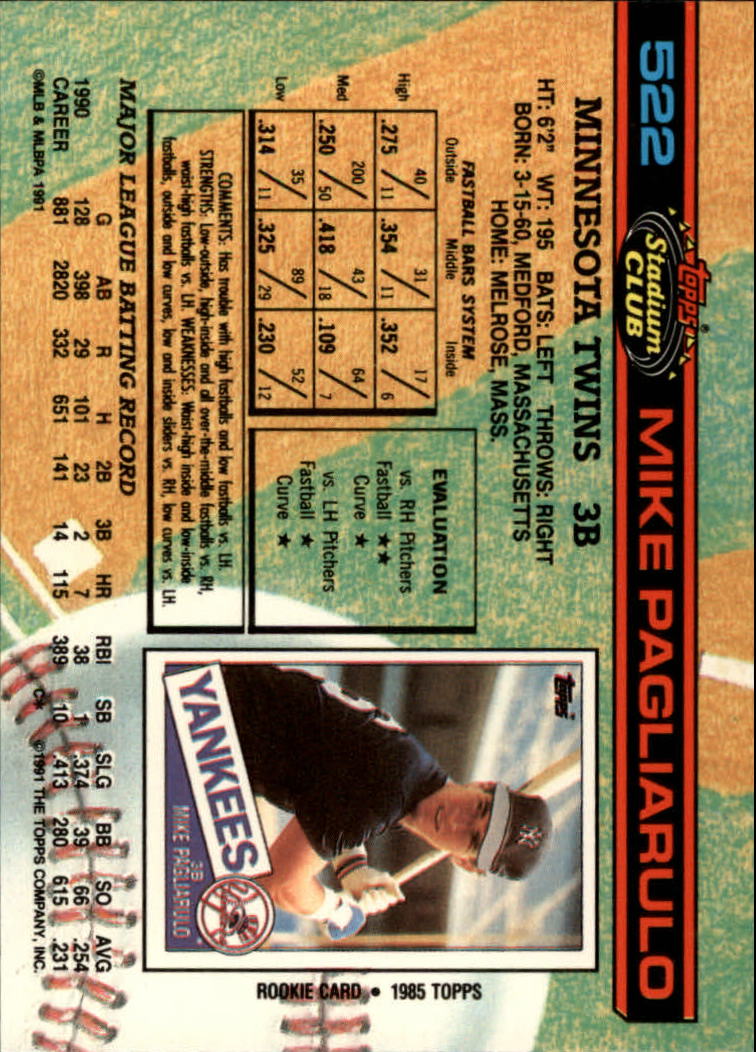 522
topps®
Stadium
CLUB
MIKE PAGLIARULO
MINNESOTA TWINS 3B
HT: 6'2" WT: 195 BATS: LEFT THROWS: RIGHT
BORN: 3-15-60, MEDFORD, MASSACHUSETTS
HOME: MELROSE, MASS.
FASTBALL BARS SYSTEM
Outside Middle Inside
High .275 40/11 .354 31/11 .352 17/6
Med .250 200/50 .418 43/18 .109 64/7
Low .314 35/11 .325 89/29 .230 52/12
EVALUATION
vs. RH Pitchers
Fastball ★★
Curve ★
vs. LH Pitchers
Fastball ★
Curve ★
COMMENTS: Has trouble with high fastballs and low fastballs vs. LH.
STRENGTHS: Low-outside, high-inside and all over-the-middle fastballs vs. RH,
waist-high fastballs vs. LH WEAKNESSES: Waist-high inside and low-inside
fastballs, outside and low curves, low and inside sliders vs. RH, low curves vs. LH.
topps
YANKEES
3B
MIKE PAGLIARULO
ROOKIE CARD • 1985 TOPPS
MAJOR LEAGUE BATTING RECORD
G AB R H 2B 3B HR RBI SB SLG BB SO AVG
1990 128 398 29 101 23 2 7 38 1 .374 39 66 .254
CAREER 881 2820 332 651 141 14 115 389 10 .413 280 615 .231
©MLB & MLBPA 1991 C* ©1991 THE TOPPS COMPANY, INC.